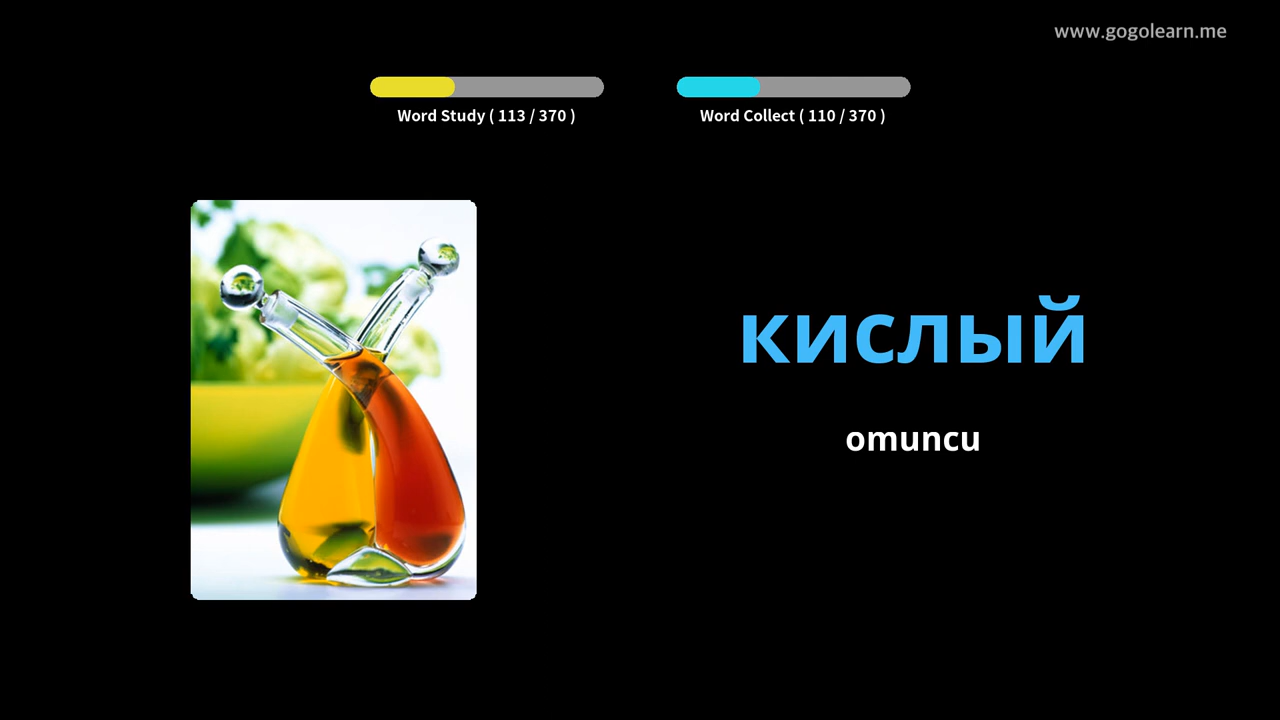 www.gogolearn.me
Word Study ( 113 / 370 )
Word Collect ( 110 / 370 )
кислый
omuncu